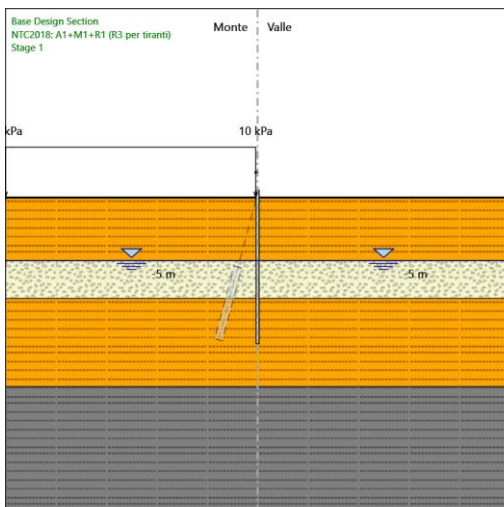 Base Design Section
NTC2018: A1+M1+R1 (R3 per tiranti)
Stage 1
Monte
Valle
kPa
10 kPa
-5 m
-5 m